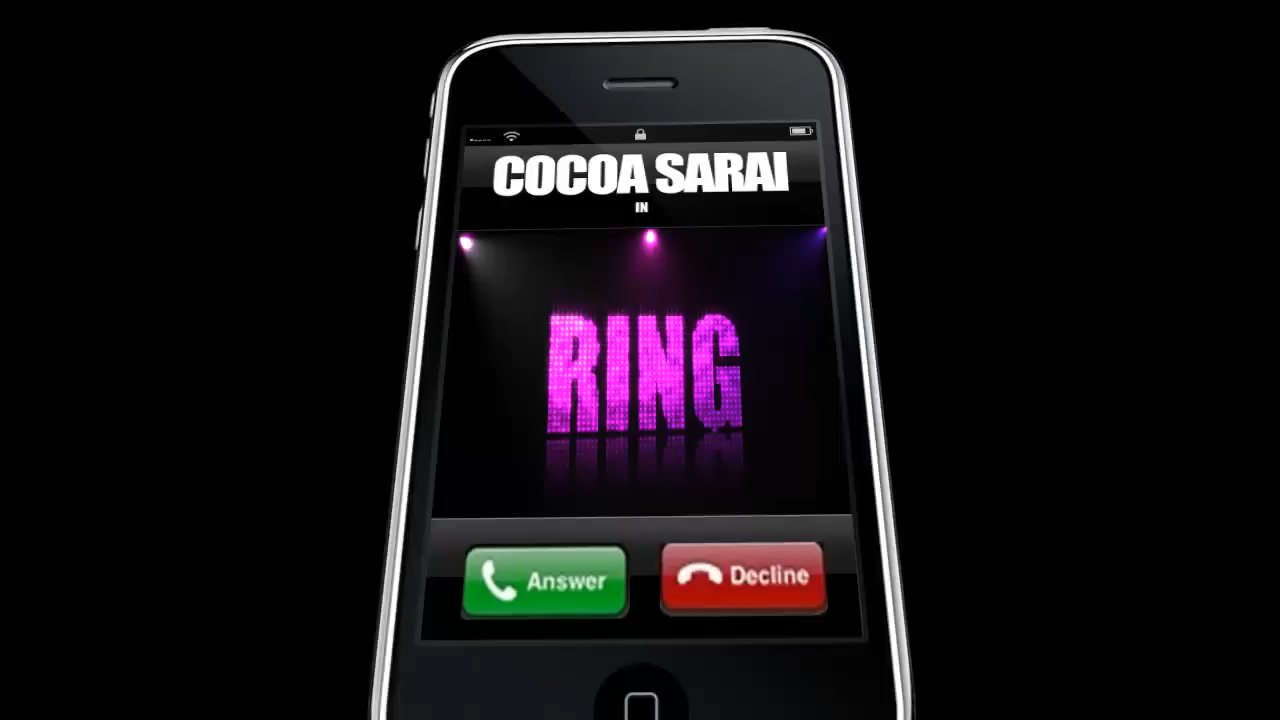 COCOA SARAI
IN
RING
Answer
Decline